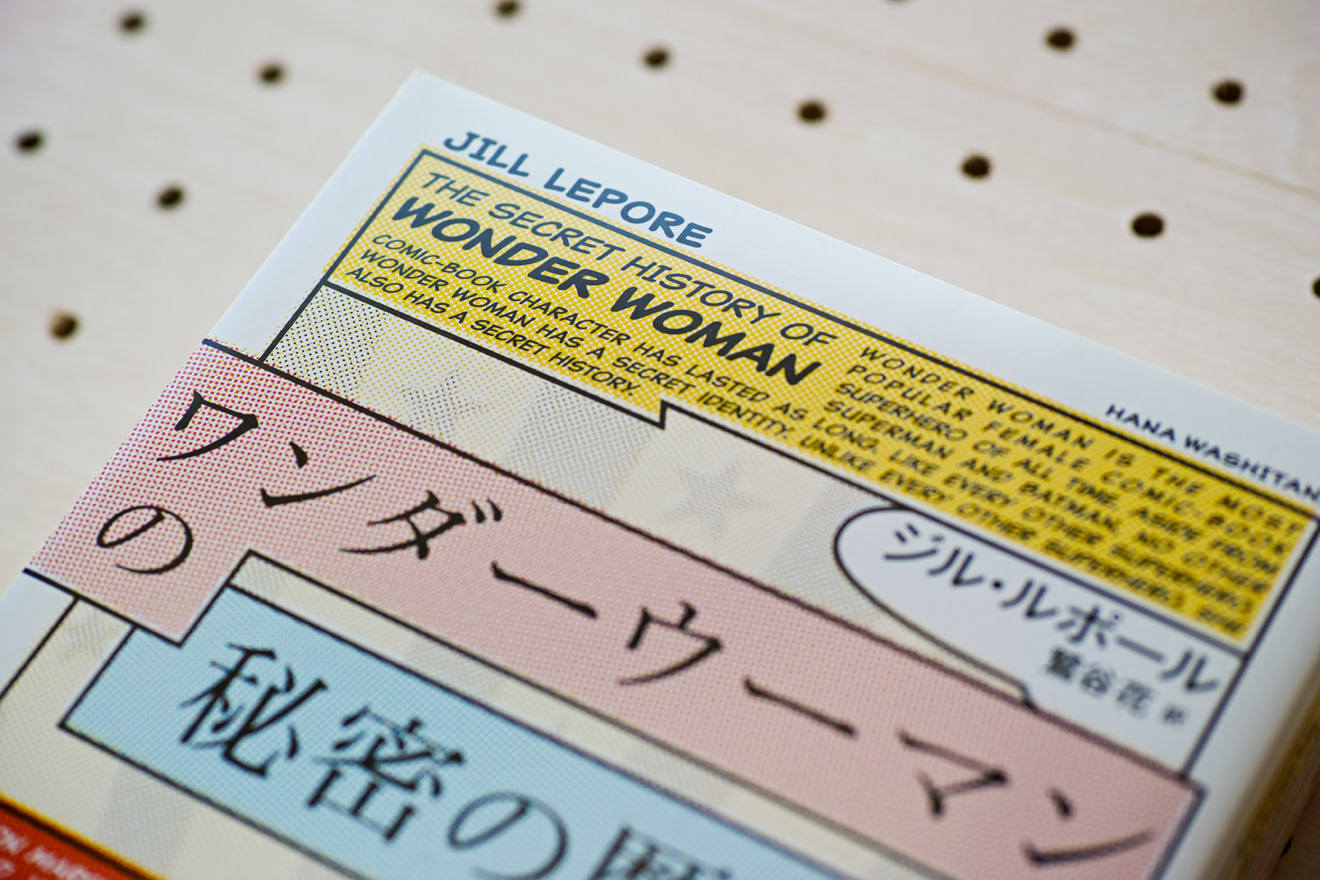 JILL LEPORE
HANA WASHITAN
THE SECRET HISTORY OF
WONDER WOMAN
COMIC-BOOK CHARACTER HAS LASTED AS LONG. LIKE EVERY OTHER SUPERHERO
WONDER WOMAN HAS A SECRET IDENTITY. UNLIKE EVERY OTHER SUPERHERO, SHE
ALSO HAS A SECRET HISTORY.
WONDER WOMAN IS THE MOST
POPULAR FEMALE COMIC-BOOK
SUPERHERO OF ALL TIME. ASIDE FROM
SUPERMAN AND BATMAN, NO OTHER
ジル・ルポール
鷲谷花 訳
ワンダーウーマン
の
秘密の歴